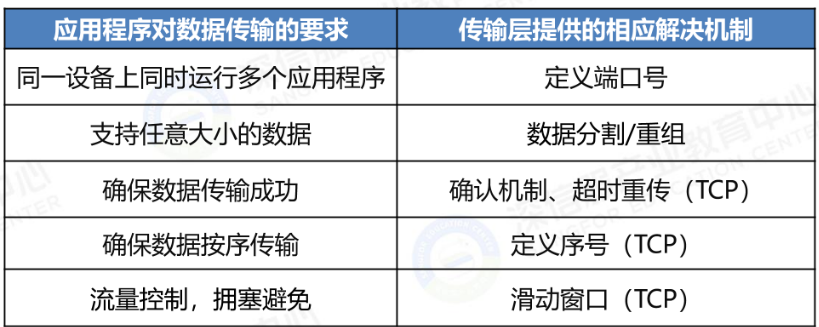 应用程序对数据传输的要求 传输层提供的相应解决机制
同一设备上同时运行多个应用程序 定义端口号
支持任意大小的数据 数据分割/重组
确保数据传输成功 确认机制、超时重传（TCP）
确保数据按序传输 定义序号（TCP）
流量控制，拥塞避免 滑动窗口（TCP）